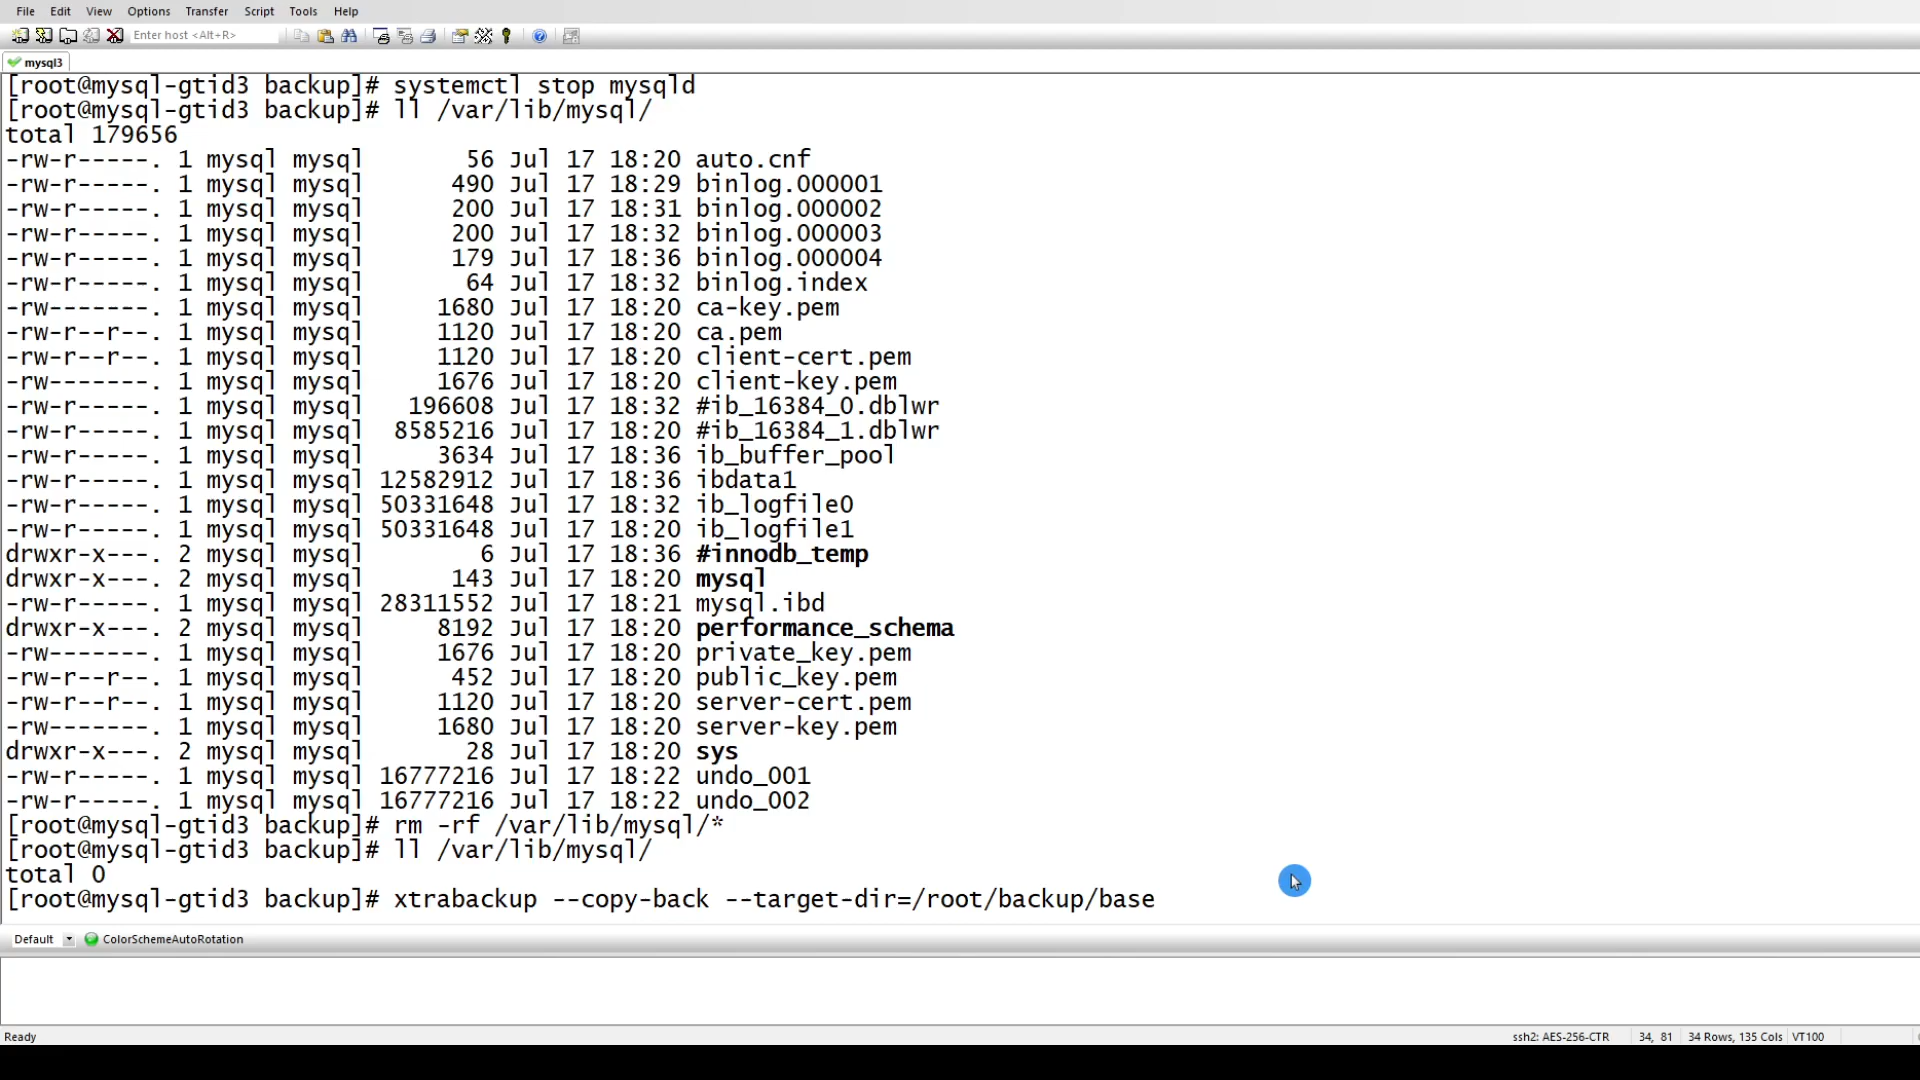 File Edit View Options Transfer Script Tools Help
Enter host <Alt+R>
mysql3
[root@mysql-gtid3 backup]# systemctl stop mysqld
[root@mysql-gtid3 backup]# ll /var/lib/mysql/
total 179656
-rw-r-----. 1 mysql mysql       56 Jul 17 18:20 auto.cnf
-rw-r-----. 1 mysql mysql      490 Jul 17 18:29 binlog.000001
-rw-r-----. 1 mysql mysql      200 Jul 17 18:31 binlog.000002
-rw-r-----. 1 mysql mysql      200 Jul 17 18:32 binlog.000003
-rw-r-----. 1 mysql mysql      179 Jul 17 18:36 binlog.000004
-rw-r-----. 1 mysql mysql       64 Jul 17 18:32 binlog.index
-rw-------. 1 mysql mysql     1680 Jul 17 18:20 ca-key.pem
-rw-r--r--. 1 mysql mysql     1120 Jul 17 18:20 ca.pem
-rw-r--r--. 1 mysql mysql     1120 Jul 17 18:20 client-cert.pem
-rw-------. 1 mysql mysql     1676 Jul 17 18:20 client-key.pem
-rw-r-----. 1 mysql mysql   196608 Jul 17 18:32 #ib_16384_0.dblwr
-rw-r-----. 1 mysql mysql  8585216 Jul 17 18:20 #ib_16384_1.dblwr
-rw-r-----. 1 mysql mysql     3634 Jul 17 18:36 ib_buffer_pool
-rw-r-----. 1 mysql mysql 12582912 Jul 17 18:36 ibdata1
-rw-r-----. 1 mysql mysql 50331648 Jul 17 18:32 ib_logfile0
-rw-r-----. 1 mysql mysql 50331648 Jul 17 18:20 ib_logfile1
drwxr-x---. 2 mysql mysql        6 Jul 17 18:36 #innodb_temp
drwxr-x---. 2 mysql mysql      143 Jul 17 18:20 mysql
-rw-r-----. 1 mysql mysql 28311552 Jul 17 18:21 mysql.ibd
drwxr-x---. 2 mysql mysql     8192 Jul 17 18:20 performance_schema
-rw-------. 1 mysql mysql     1676 Jul 17 18:20 private_key.pem
-rw-r--r--. 1 mysql mysql      452 Jul 17 18:20 public_key.pem
-rw-r--r--. 1 mysql mysql     1120 Jul 17 18:20 server-cert.pem
-rw-------. 1 mysql mysql     1680 Jul 17 18:20 server-key.pem
drwxr-x---. 2 mysql mysql       28 Jul 17 18:20 sys
-rw-r-----. 1 mysql mysql 16777216 Jul 17 18:22 undo_001
-rw-r-----. 1 mysql mysql 16777216 Jul 17 18:22 undo_002
[root@mysql-gtid3 backup]# rm -rf /var/lib/mysql/*
[root@mysql-gtid3 backup]# ll /var/lib/mysql/
total 0
[root@mysql-gtid3 backup]# xtrabackup --copy-back --target-dir=/root/backup/base
Default ColorSchemeAutoRotation
Ready ssh2: AES-256-CTR 34, 81 34 Rows, 135 Cols VT100